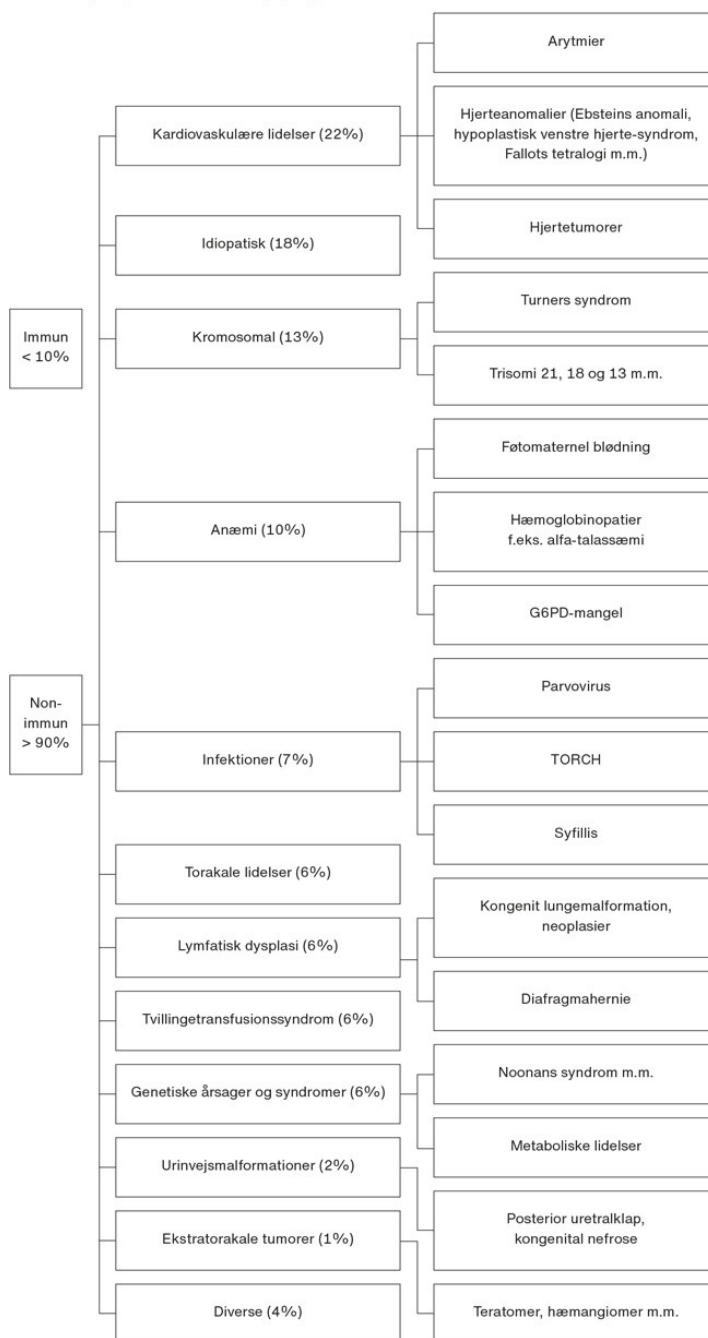 Immun
< 10%
Non-
immun
> 90%
Kardiovaskulære lidelser (22%)
Arytmier
Hjerteanomalier (Ebsteins anomali,
hypoplastisk venstre hjerte-syndrom,
Fallots tetralogi m.m.)
Hjertetumorer
Idiopatisk (18%)
Kromosomal (13%)
Turners syndrom
Trisomi 21, 18 og 13 m.m.
Anæmi (10%)
Føtomaternel blødning
Hæmoglobinopatier
f.eks. alfa-talassæmi
G6PD-mangel
Infektioner (7%)
Parvovirus
TORCH
Syfillis
Torakale lidelser (6%)
Lymfatisk dysplasi (6%)
Kongenit lungemalformation,
neoplasier
Diafragmahernie
Tvillingetransfusionssyndrom (6%)
Genetiske årsager og syndromer (6%)
Noonans syndrom m.m.
Metaboliske lidelser
Urinvejsmalformationer (2%)
Posterior uretralklap,
kongenital nefrose
Ekstratorakale tumorer (1%)
Teratomer, hæmangiomer m.m.
Diverse (4%)